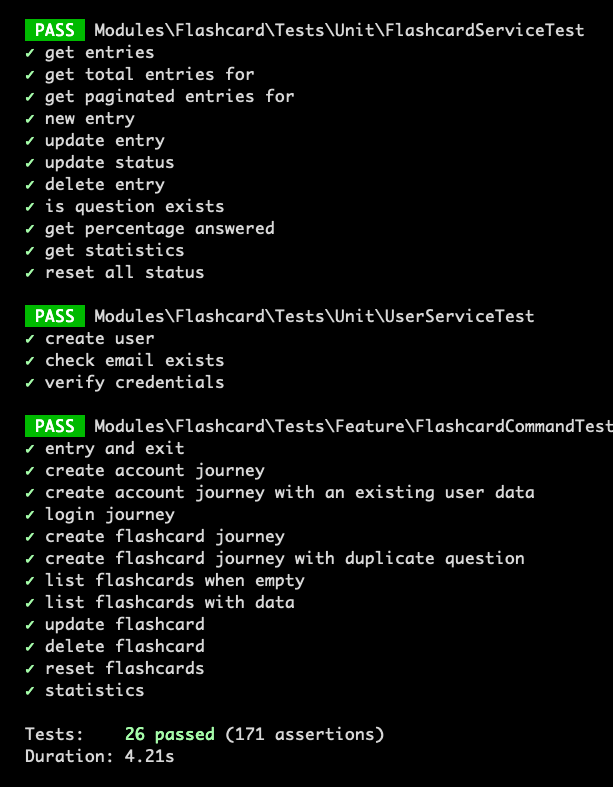 PASS Modules\Flashcard\Tests\Unit\FlashcardServiceTest
✓ get entries
✓ get total entries for
✓ get paginated entries for
✓ new entry
✓ update entry
✓ update status
✓ delete entry
✓ is question exists
✓ get percentage answered
✓ get statistics
✓ reset all status
PASS Modules\Flashcard\Tests\Unit\UserServiceTest
✓ create user
✓ check email exists
✓ verify credentials
PASS Modules\Flashcard\Tests\Feature\FlashcardCommandTest
✓ entry and exit
✓ create account journey
✓ create account journey with an existing user data
✓ login journey
✓ create flashcard journey
✓ create flashcard journey with duplicate question
✓ list flashcards when empty
✓ list flashcards with data
✓ update flashcard
✓ delete flashcard
✓ reset flashcards
✓ statistics
Tests: 26 passed (171 assertions)
Duration: 4.21s